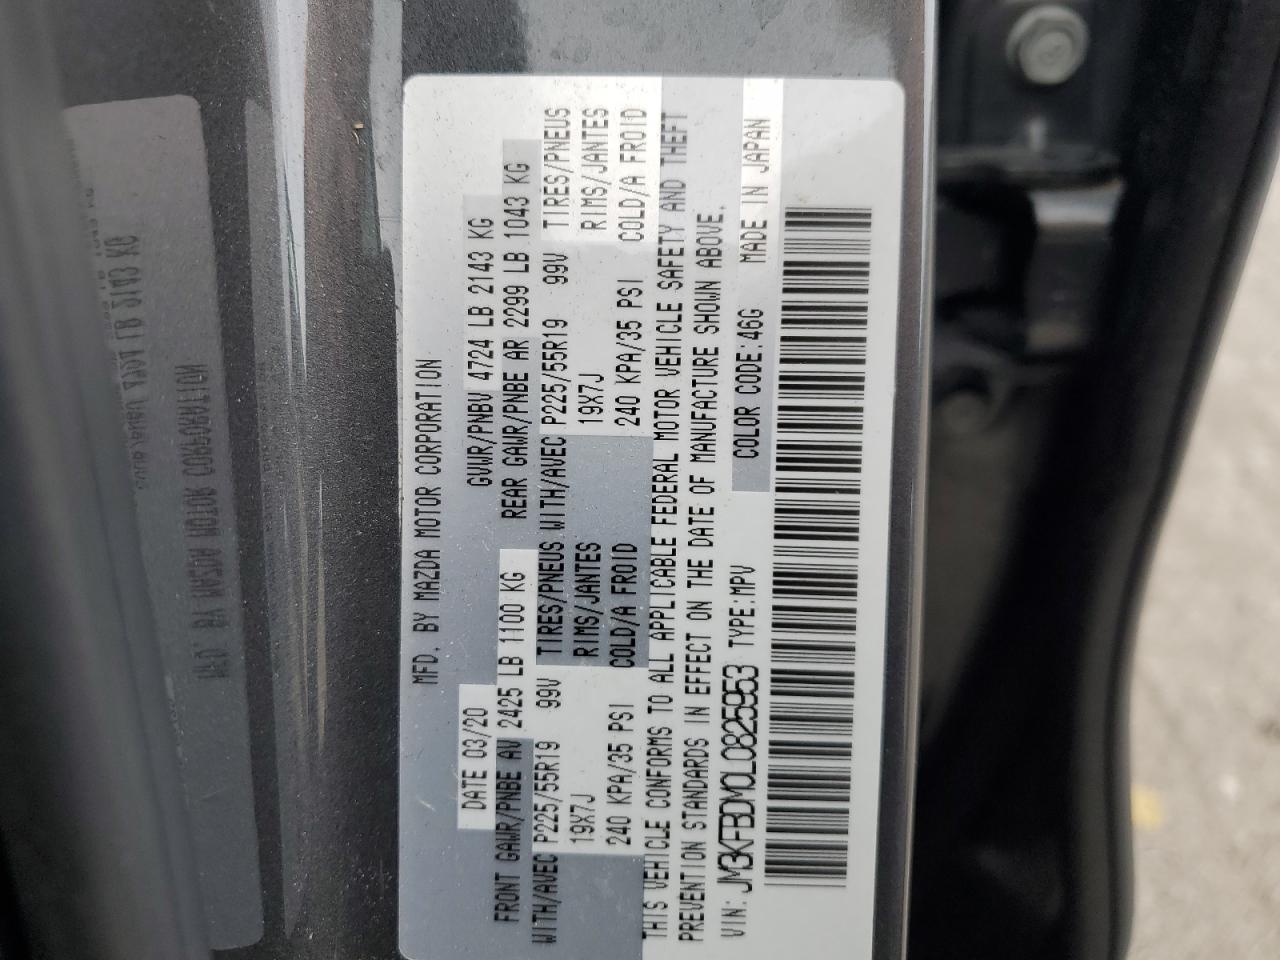 MFD. BY MAZDA MOTOR CORPORATION
DATE 03/20 GVWR/PNBV 4724 LB 2143 KG
FRONT GAWR/PNBE AV 2425 LB 1100 KG REAR GAWR/PNBE AR 2299 LB 1043 KG
WITH/AVEC P225/55R19 99V TIRES/PNEUS WITH/AVEC P225/55R19 99V TIRES/PNEUS
19X7J RIMS/JANTES 19X7J RIMS/JANTES
240 KPA/35 PSI COLD/A FROID 240 KPA/35 PSI COLD/A FROID
THIS VEHICLE CONFORMS TO ALL APPLICABLE FEDERAL MOTOR VEHICLE SAFETY AND THEFT
PREVENTION STANDARDS IN EFFECT ON THE DATE OF MANUFACTURE SHOWN ABOVE.
VIN: JM3KFBDM0L0825953 TYPE:MPV COLOR CODE:46G MADE IN JAPAN